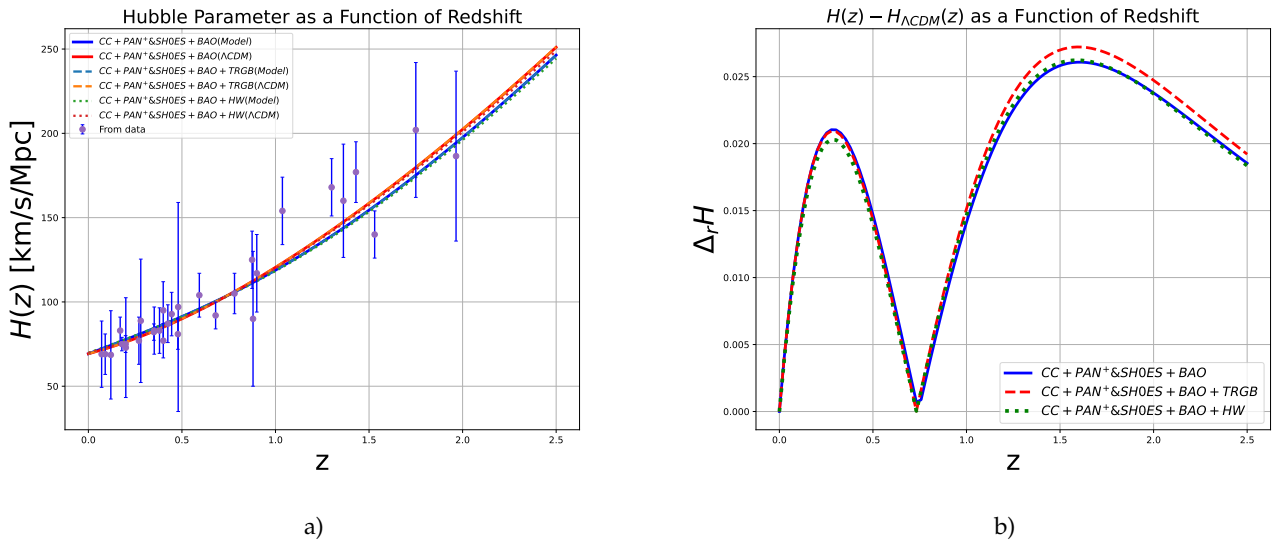 Hubble Parameter as a Function of Redshift
CC + PAN⁺&SH0ES + BAO(Model)
CC + PAN⁺&SH0ES + BAO(ΛCDM)
CC + PAN⁺&SH0ES + BAO + TRGB(Model)
CC + PAN⁺&SH0ES + BAO + TRGB(ΛCDM)
CC + PAN⁺&SH0ES + BAO + HW(Model)
CC + PAN⁺&SH0ES + BAO + HW(ΛCDM)
From data
250
200
150
100
50
H(z) [km/s/Mpc]
0.0 0.5 1.0 1.5 2.0 2.5
z
a)
H(z) − H_ΛCDM(z) as a Function of Redshift
0.025
0.020
0.015
0.010
0.005
0.000
Δ_rH
CC + PAN⁺&SH0ES + BAO
CC + PAN⁺&SH0ES + BAO + TRGB
CC + PAN⁺&SH0ES + BAO + HW
0.0 0.5 1.0 1.5 2.0 2.5
z
b)